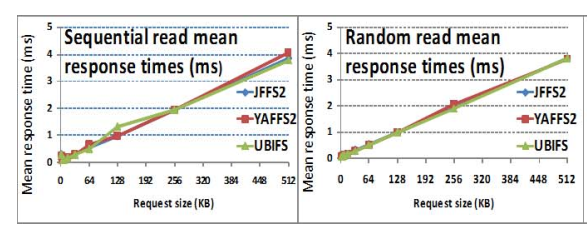 Sequential read mean
response times (ms)
Mean response time (ms)
5
4
3
2
1
0
JFFS2
YAFFS2
UBIFS
0 64 128 192 256 320 384 448 512
Request size (KB)
Random read mean
response times (ms)
Mean response time (ms)
5
4
3
2
1
0
JFFS2
YAFFS2
UBIFS
0 64 128 192 256 320 384 448 512
Request size (KB)